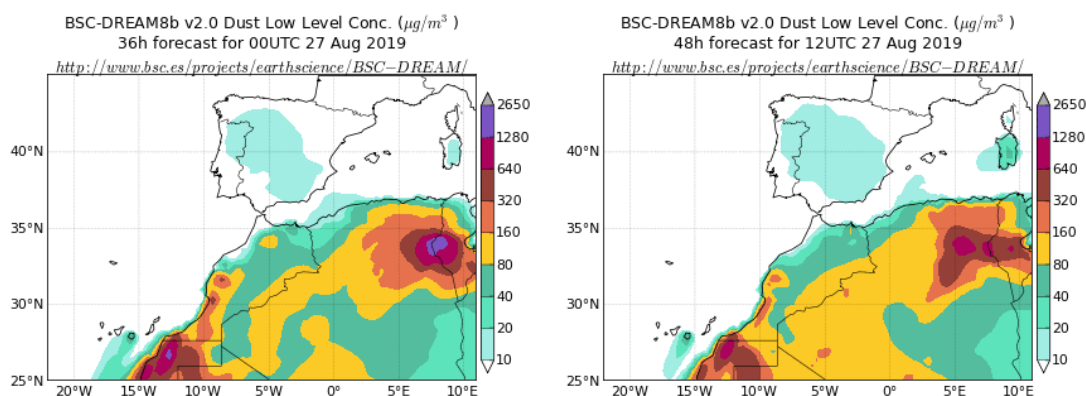 BSC-DREAM8b v2.0 Dust Low Level Conc. (μg/m³ )
36h forecast for 00UTC 27 Aug 2019
http://www.bsc.es/projects/earthscience/BSC−DREAM/
2650
1280
640
320
160
80
40
20
10
40°N
35°N
30°N
25°N
20°W 15°W 10°W 5°W 0° 5°E 10°E
BSC-DREAM8b v2.0 Dust Low Level Conc. (μg/m³ )
48h forecast for 12UTC 27 Aug 2019
http://www.bsc.es/projects/earthscience/BSC−DREAM/
2650
1280
640
320
160
80
40
20
10
40°N
35°N
30°N
25°N
20°W 15°W 10°W 5°W 0° 5°E 10°E